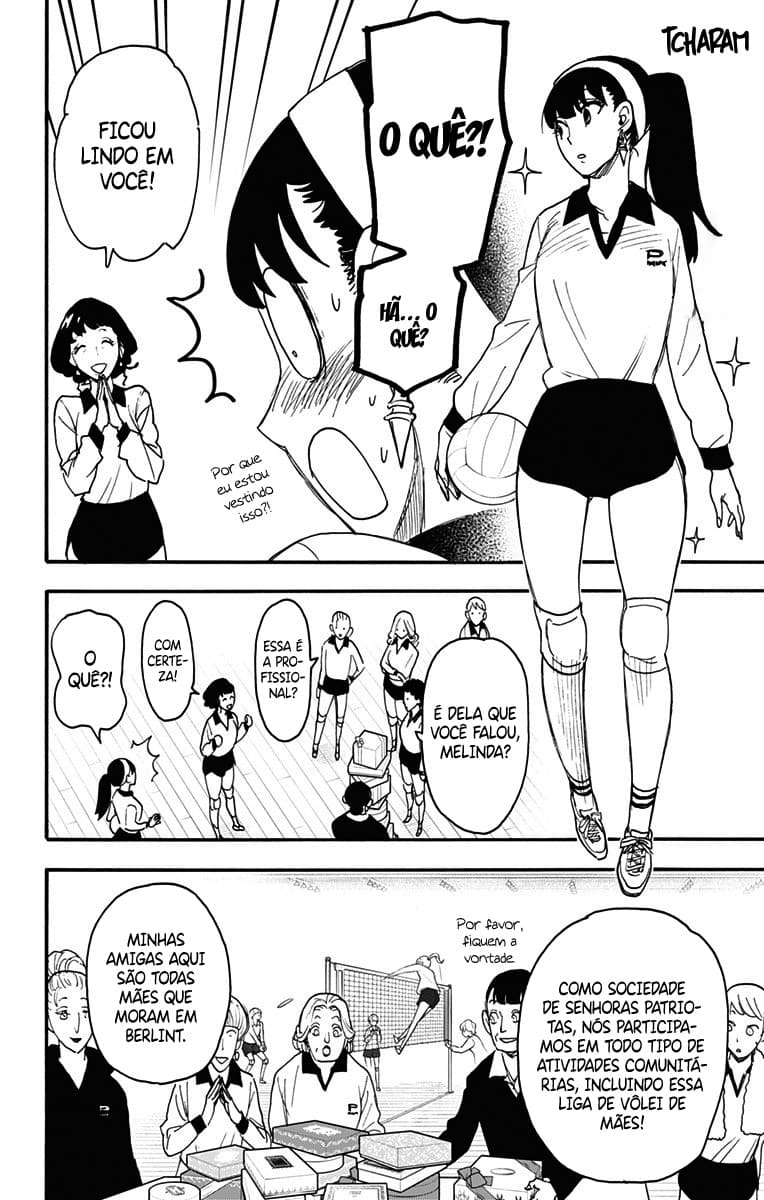 TCHARAM
O QUÊ?!
HÃ... O
QUÊ?
FICOU
LINDO EM
VOCÊ!
Por que
eu estou
vestindo
isso?!
P
É DELA QUE
VOCÊ FALOU,
MELINDA?
ESSA É
A PRO-
FISSIO-
NAL?
COM
CERTE-
ZA!
O
QUÊ?!
COMO SOCIEDADE
DE SENHORAS PATRIO-
TAS, NÓS PARTICIPA-
MOS EM TODO TIPO DE
ATIVIDADES COMUNITÁ-
RIAS, INCLUINDO ESSA
LIGA DE VÔLEI DE
MÃES!
Por favor,
fiquem a
vontade.
MINHAS
AMIGAS AQUI
SÃO TODAS
MÃES QUE
MORAM EM
BERLINT.
P